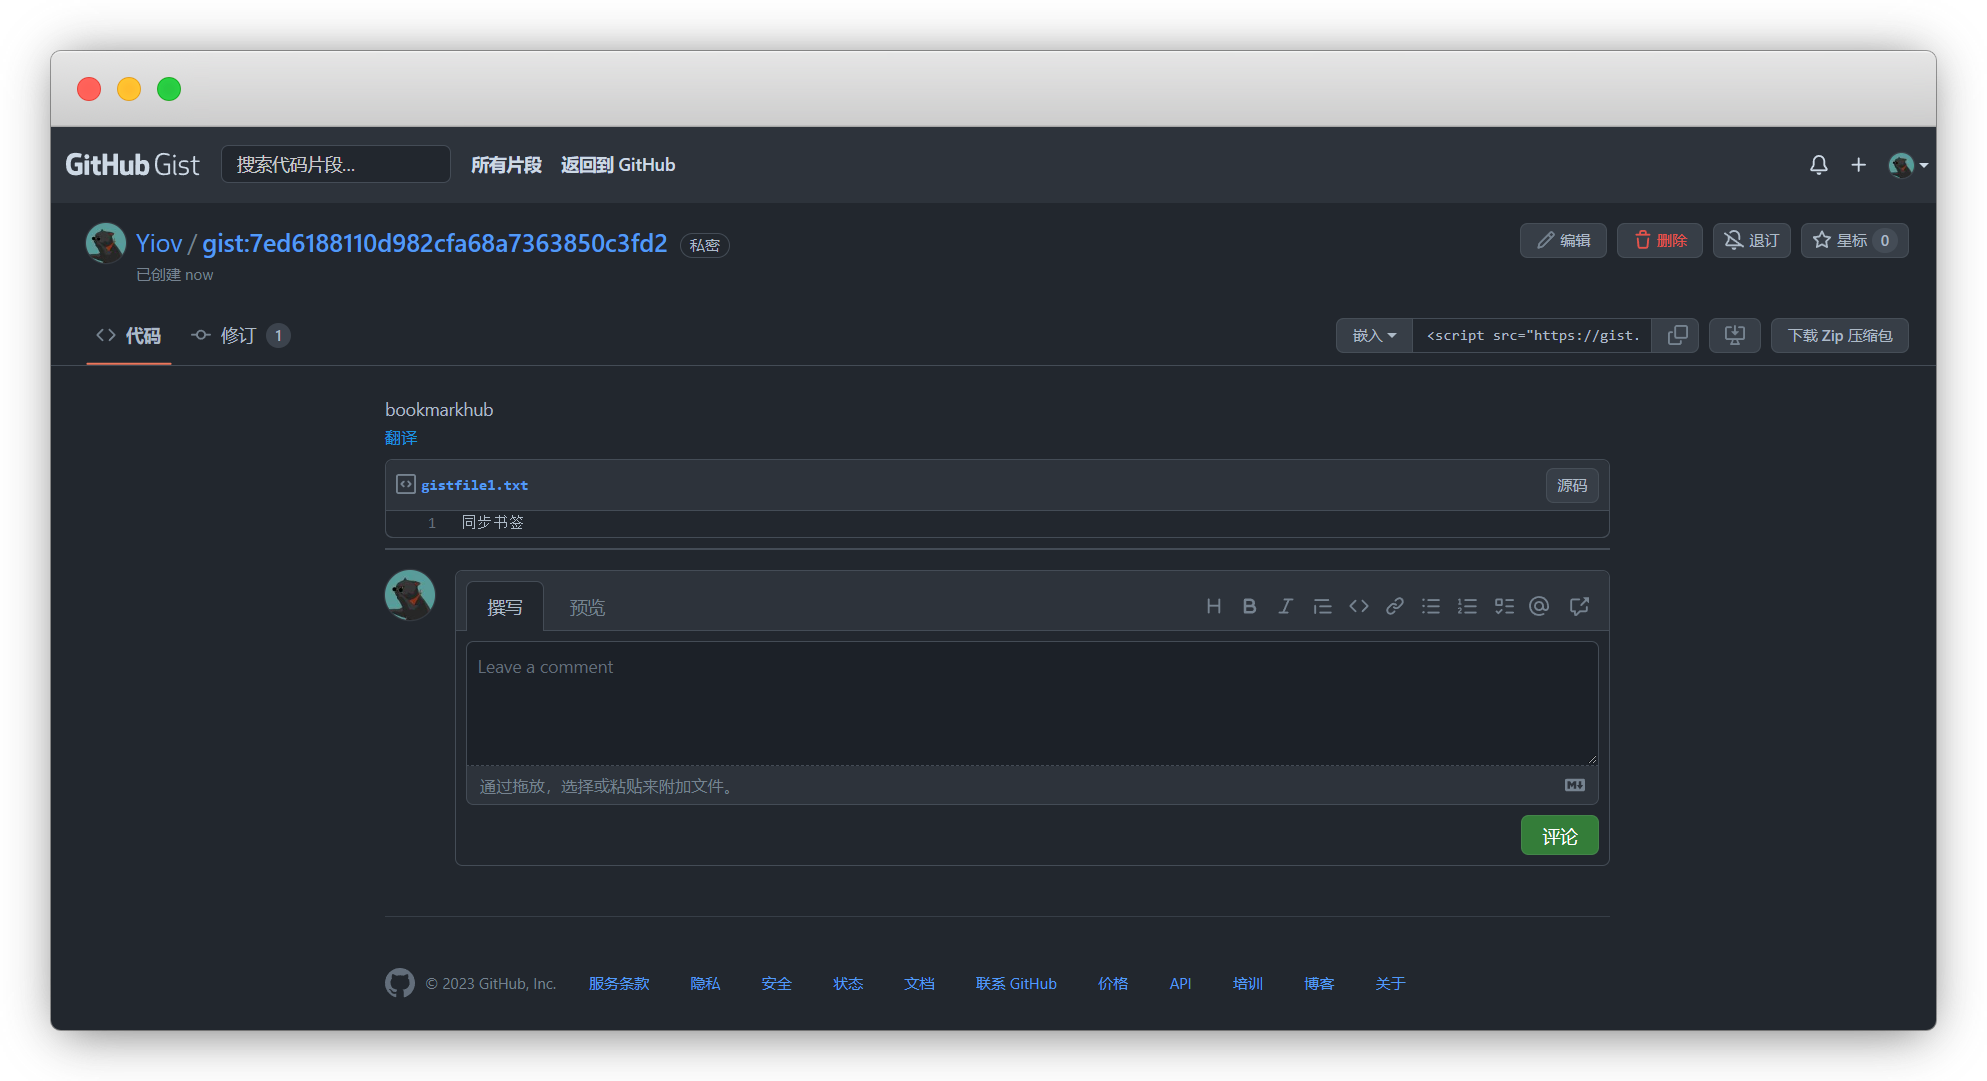 GitHub Gist 搜索代码片段... 所有片段 返回到 GitHub
Yiov / gist:7ed6188110d982cfa68a7363850c3fd2 私密 编辑 删除 退订 星标 0
已创建 now
代码 修订 1 嵌入 <script src="https://gist. 下载 Zip 压缩包
bookmarkhub
翻译
gistfile1.txt 源码
1 同步书签
撰写 预览
Leave a comment
通过拖放，选择或粘贴来附加文件。
评论
© 2023 GitHub, Inc. 服务条款 隐私 安全 状态 文档 联系 GitHub 价格 API 培训 博客 关于